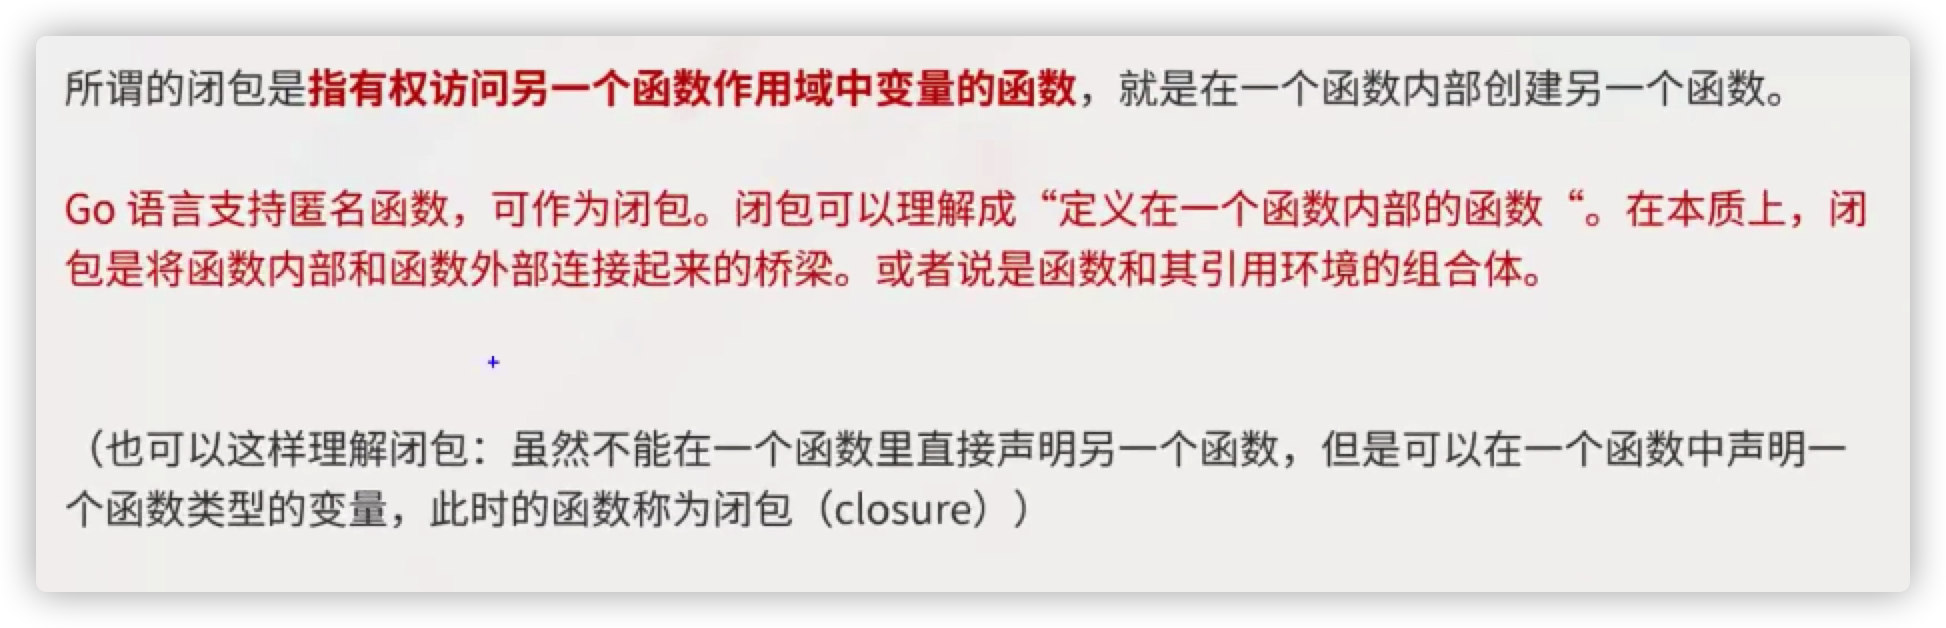 所谓的闭包是指有权访问另一个函数作用域中变量的函数，就是在一个函数内部创建另一个函数。
Go 语言支持匿名函数，可作为闭包。闭包可以理解成“定义在一个函数内部的函数“。在本质上，闭
包是将函数内部和函数外部连接起来的桥梁。或者说是函数和其引用环境的组合体。
（也可以这样理解闭包：虽然不能在一个函数里直接声明另一个函数，但是可以在一个函数中声明一
个函数类型的变量，此时的函数称为闭包（closure））